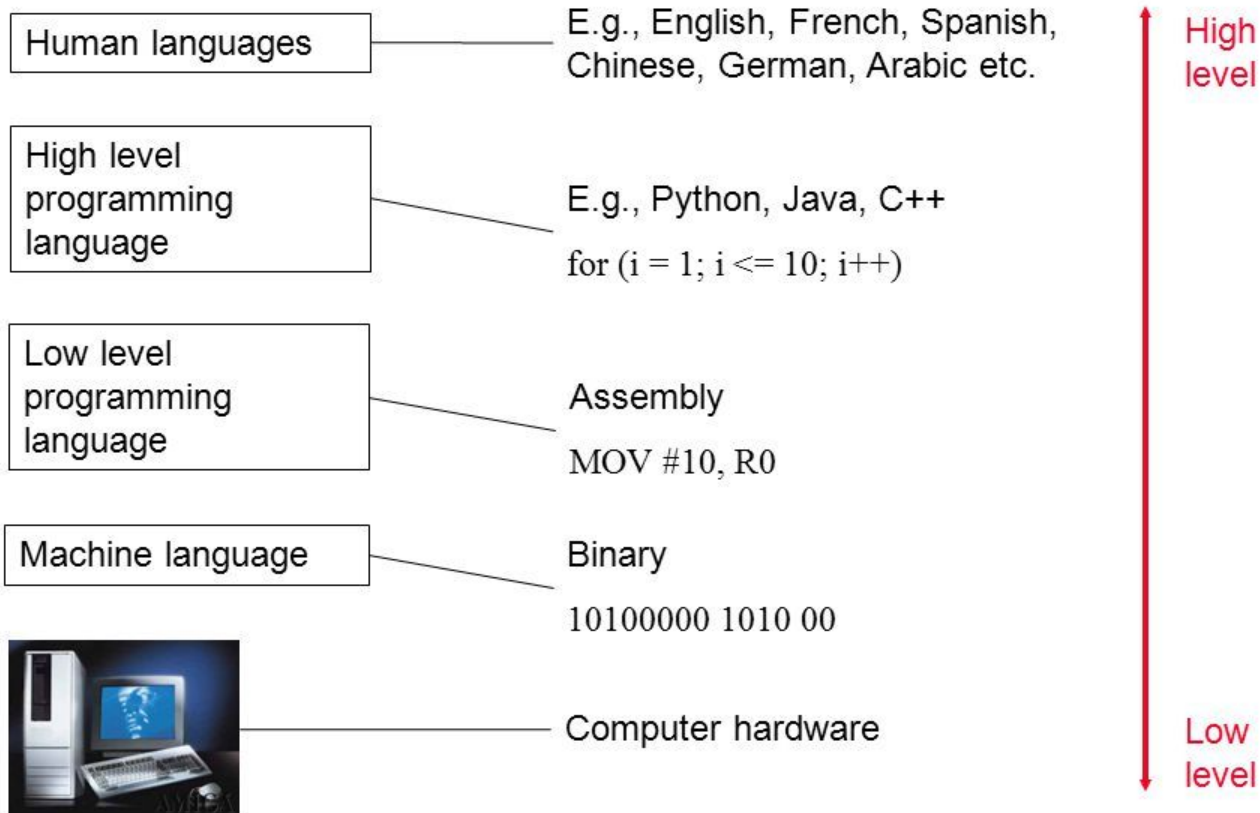 Human languages
E.g., English, French, Spanish,
Chinese, German, Arabic etc.
High
level
High level
programming
language
E.g., Python, Java, C++
for (i = 1; i <= 10; i++)
Low level
programming
language
Assembly
MOV #10, R0
Machine language
Binary
10100000 1010 00
AMIGA
Computer hardware
Low
level